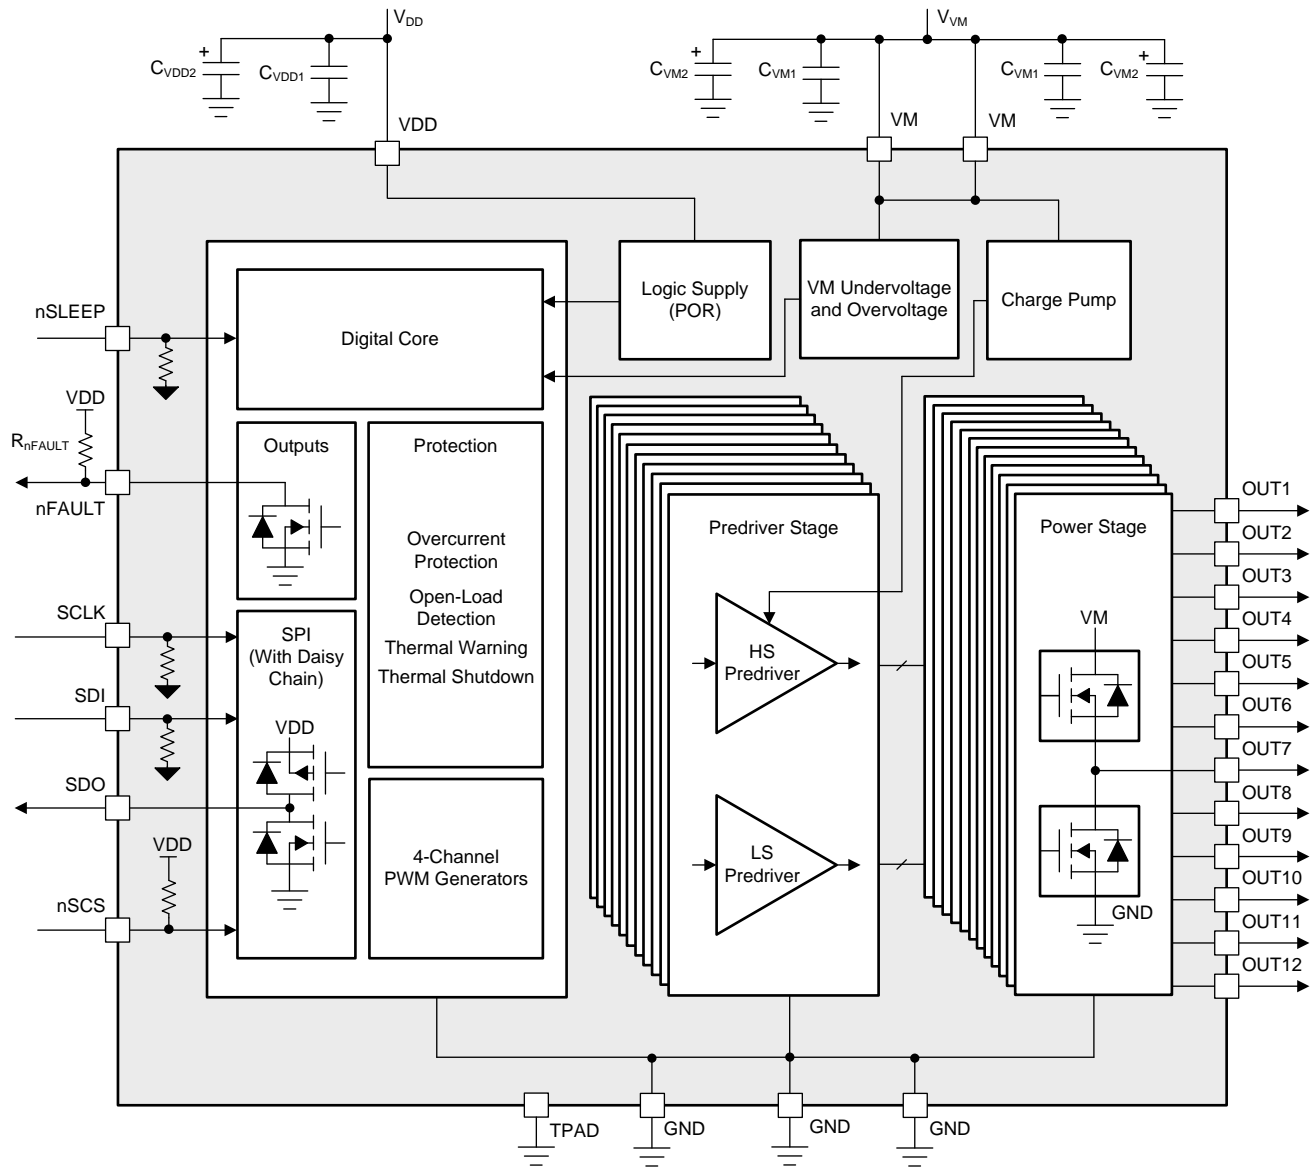 VDD
VVM
+
CVDD2
CVDD1
+
CVM2
CVM1
CVM1
+
CVM2
VDD
VM
VM
nSLEEP
Digital Core
Logic Supply
(POR)
VM Undervoltage
and Overvoltage
Charge Pump
VDD
RnFAULT
nFAULT
Outputs
Protection
Overcurrent
Protection
Open-Load
Detection
Thermal Warning
Thermal Shutdown
SCLK
SDI
SDO
VDD
nSCS
SPI
(With Daisy
Chain)
VDD
4-Channel
PWM Generators
Predriver Stage
HS
Predriver
LS
Predriver
Power Stage
VM
GND
OUT1
OUT2
OUT3
OUT4
OUT5
OUT6
OUT7
OUT8
OUT9
OUT10
OUT11
OUT12
TPAD
GND
GND
GND